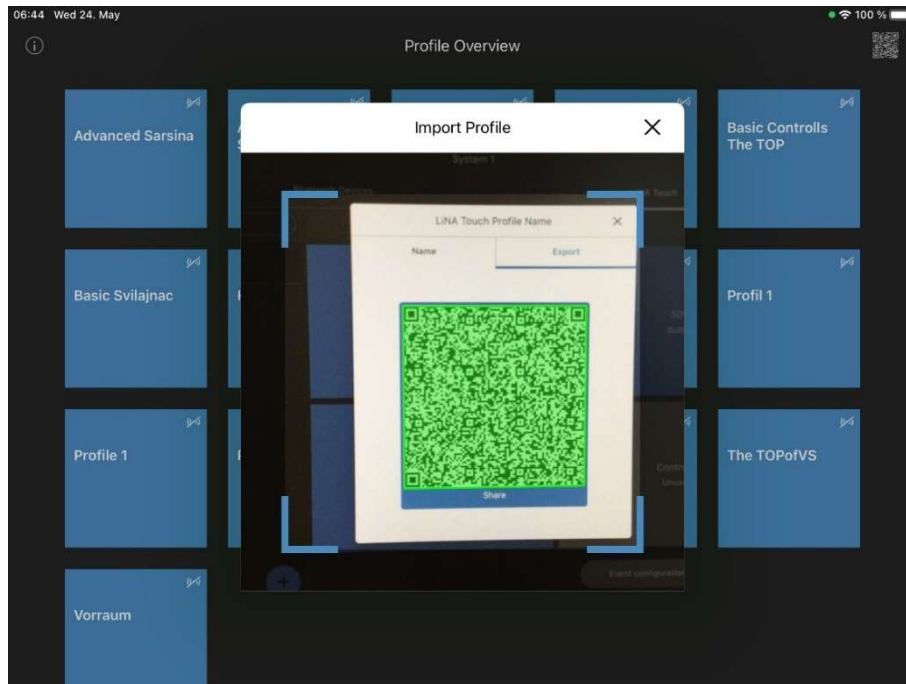 06:44 Wed 24. May
100 %
Profile Overview
Advanced Sarsina
Import Profile
Basic Controlls
The TOP
System 1
Devices
LiNA Touch Profile Name
Name
Export
Basic Svilajnac
Profil 1
Share
Profile 1
The TOPofVS
Event configuration
Vorraum